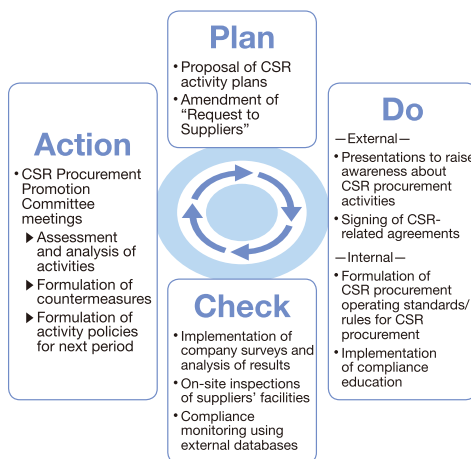 Plan
• Proposal of CSR
activity plans
• Amendment of
“Request to
Suppliers”
Do
—External—
• Presentations to raise
awareness about
CSR procurement
activities
• Signing of CSR-
related agreements
—Internal—
• Formulation of
CSR procurement
operating standards/
rules for CSR
procurement
• Implementation
of compliance
education
Check
• Implementation of
company surveys and
analysis of results
• On-site inspections
of suppliers’ facilities
• Compliance
monitoring using
external databases
Action
• CSR Procurement
Promotion
Committee
meetings
▶ Assessment
and analysis of
activities
▶ Formulation of
countermeasures
▶ Formulation of
activity policies
for next period